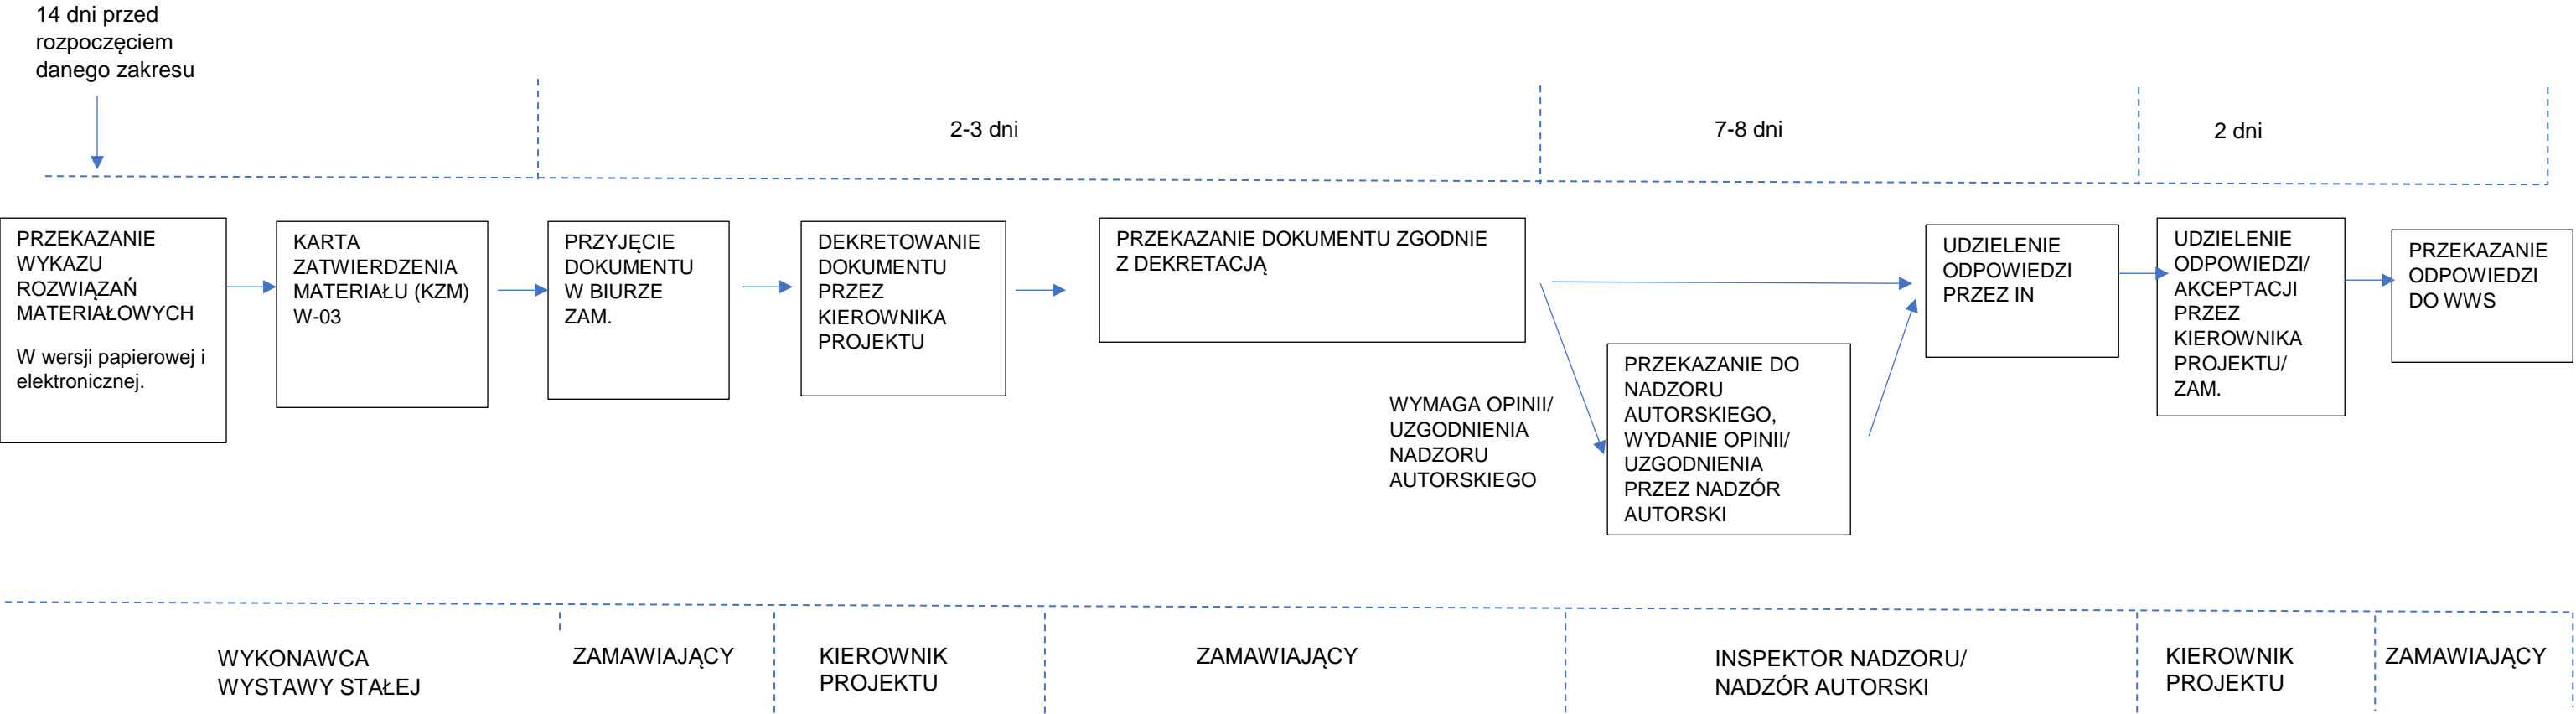 14 dni przed
rozpoczęciem
danego zakresu
2-3 dni
7-8 dni
2 dni
PRZEKAZANIE
WYKAZU
ROZWIĄZAŃ
MATERIAŁOWYCH
W wersji papierowej i
elektronicznej.
KARTA
ZATWIERDZENIA
MATERIAŁU (KZM)
W-03
PRZYJĘCIE
DOKUMENTU
W BIURZE
ZAM.
DEKRETOWANIE
DOKUMENTU
PRZEZ
KIEROWNIKA
PROJEKTU
PRZEKAZANIE DOKUMENTU ZGODNIE
Z DEKRETACJĄ
WYMAGA OPINII/
UZGODNIENIA
NADZORU
AUTORSKIEGO
PRZEKAZANIE DO
NADZORU
AUTORSKIEGO,
WYDANIE OPINII/
UZGODNIENIA
PRZEZ NADZÓR
AUTORSKI
UDZIELENIE
ODPOWIEDZI
PRZEZ IN
UDZIELENIE
ODPOWIEDZI/
AKCEPTACJI
PRZEZ
KIEROWNIKA
PROJEKTU/
ZAM.
PRZEKAZANIE
ODPOWIEDZI
DO WWS
WYKONAWCA
WYSTAWY STAŁEJ
ZAMAWIAJĄCY
KIEROWNIK
PROJEKTU
ZAMAWIAJĄCY
INSPEKTOR NADZORU/
NADZÓR AUTORSKI
KIEROWNIK
PROJEKTU
ZAMAWIAJĄCY